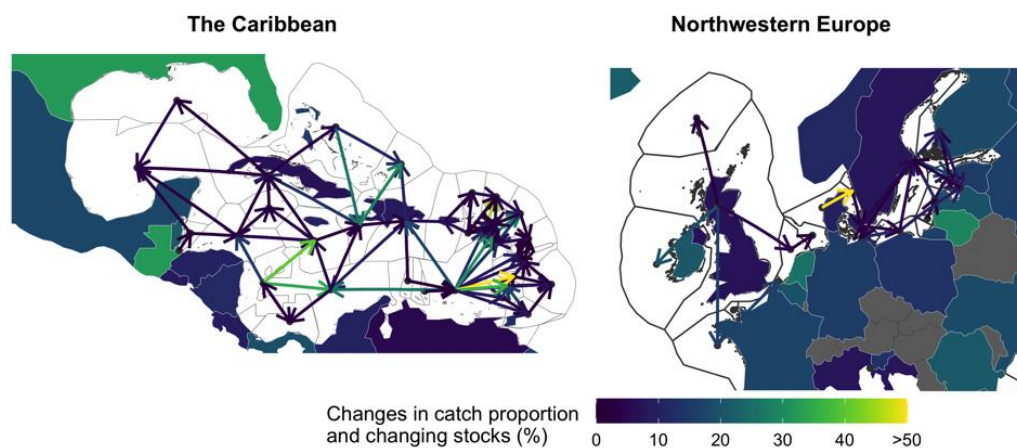 The Caribbean
Northwestern Europe
Changes in catch proportion
and changing stocks (%)
0 10 20 30 40 >50